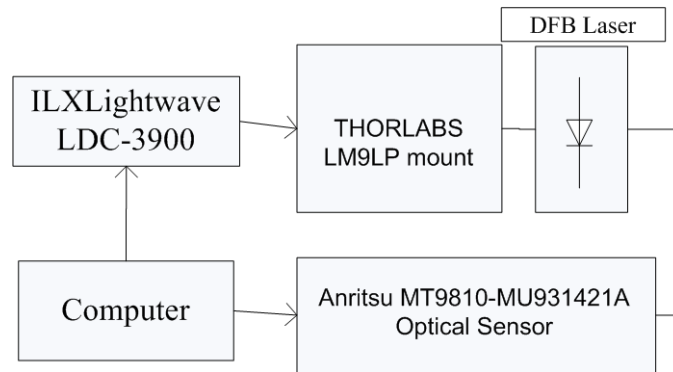 DFB Laser
ILXLightwave
LDC-3900
THORLABS
LM9LP mount
Computer
Anritsu MT9810-MU931421A
Optical Sensor